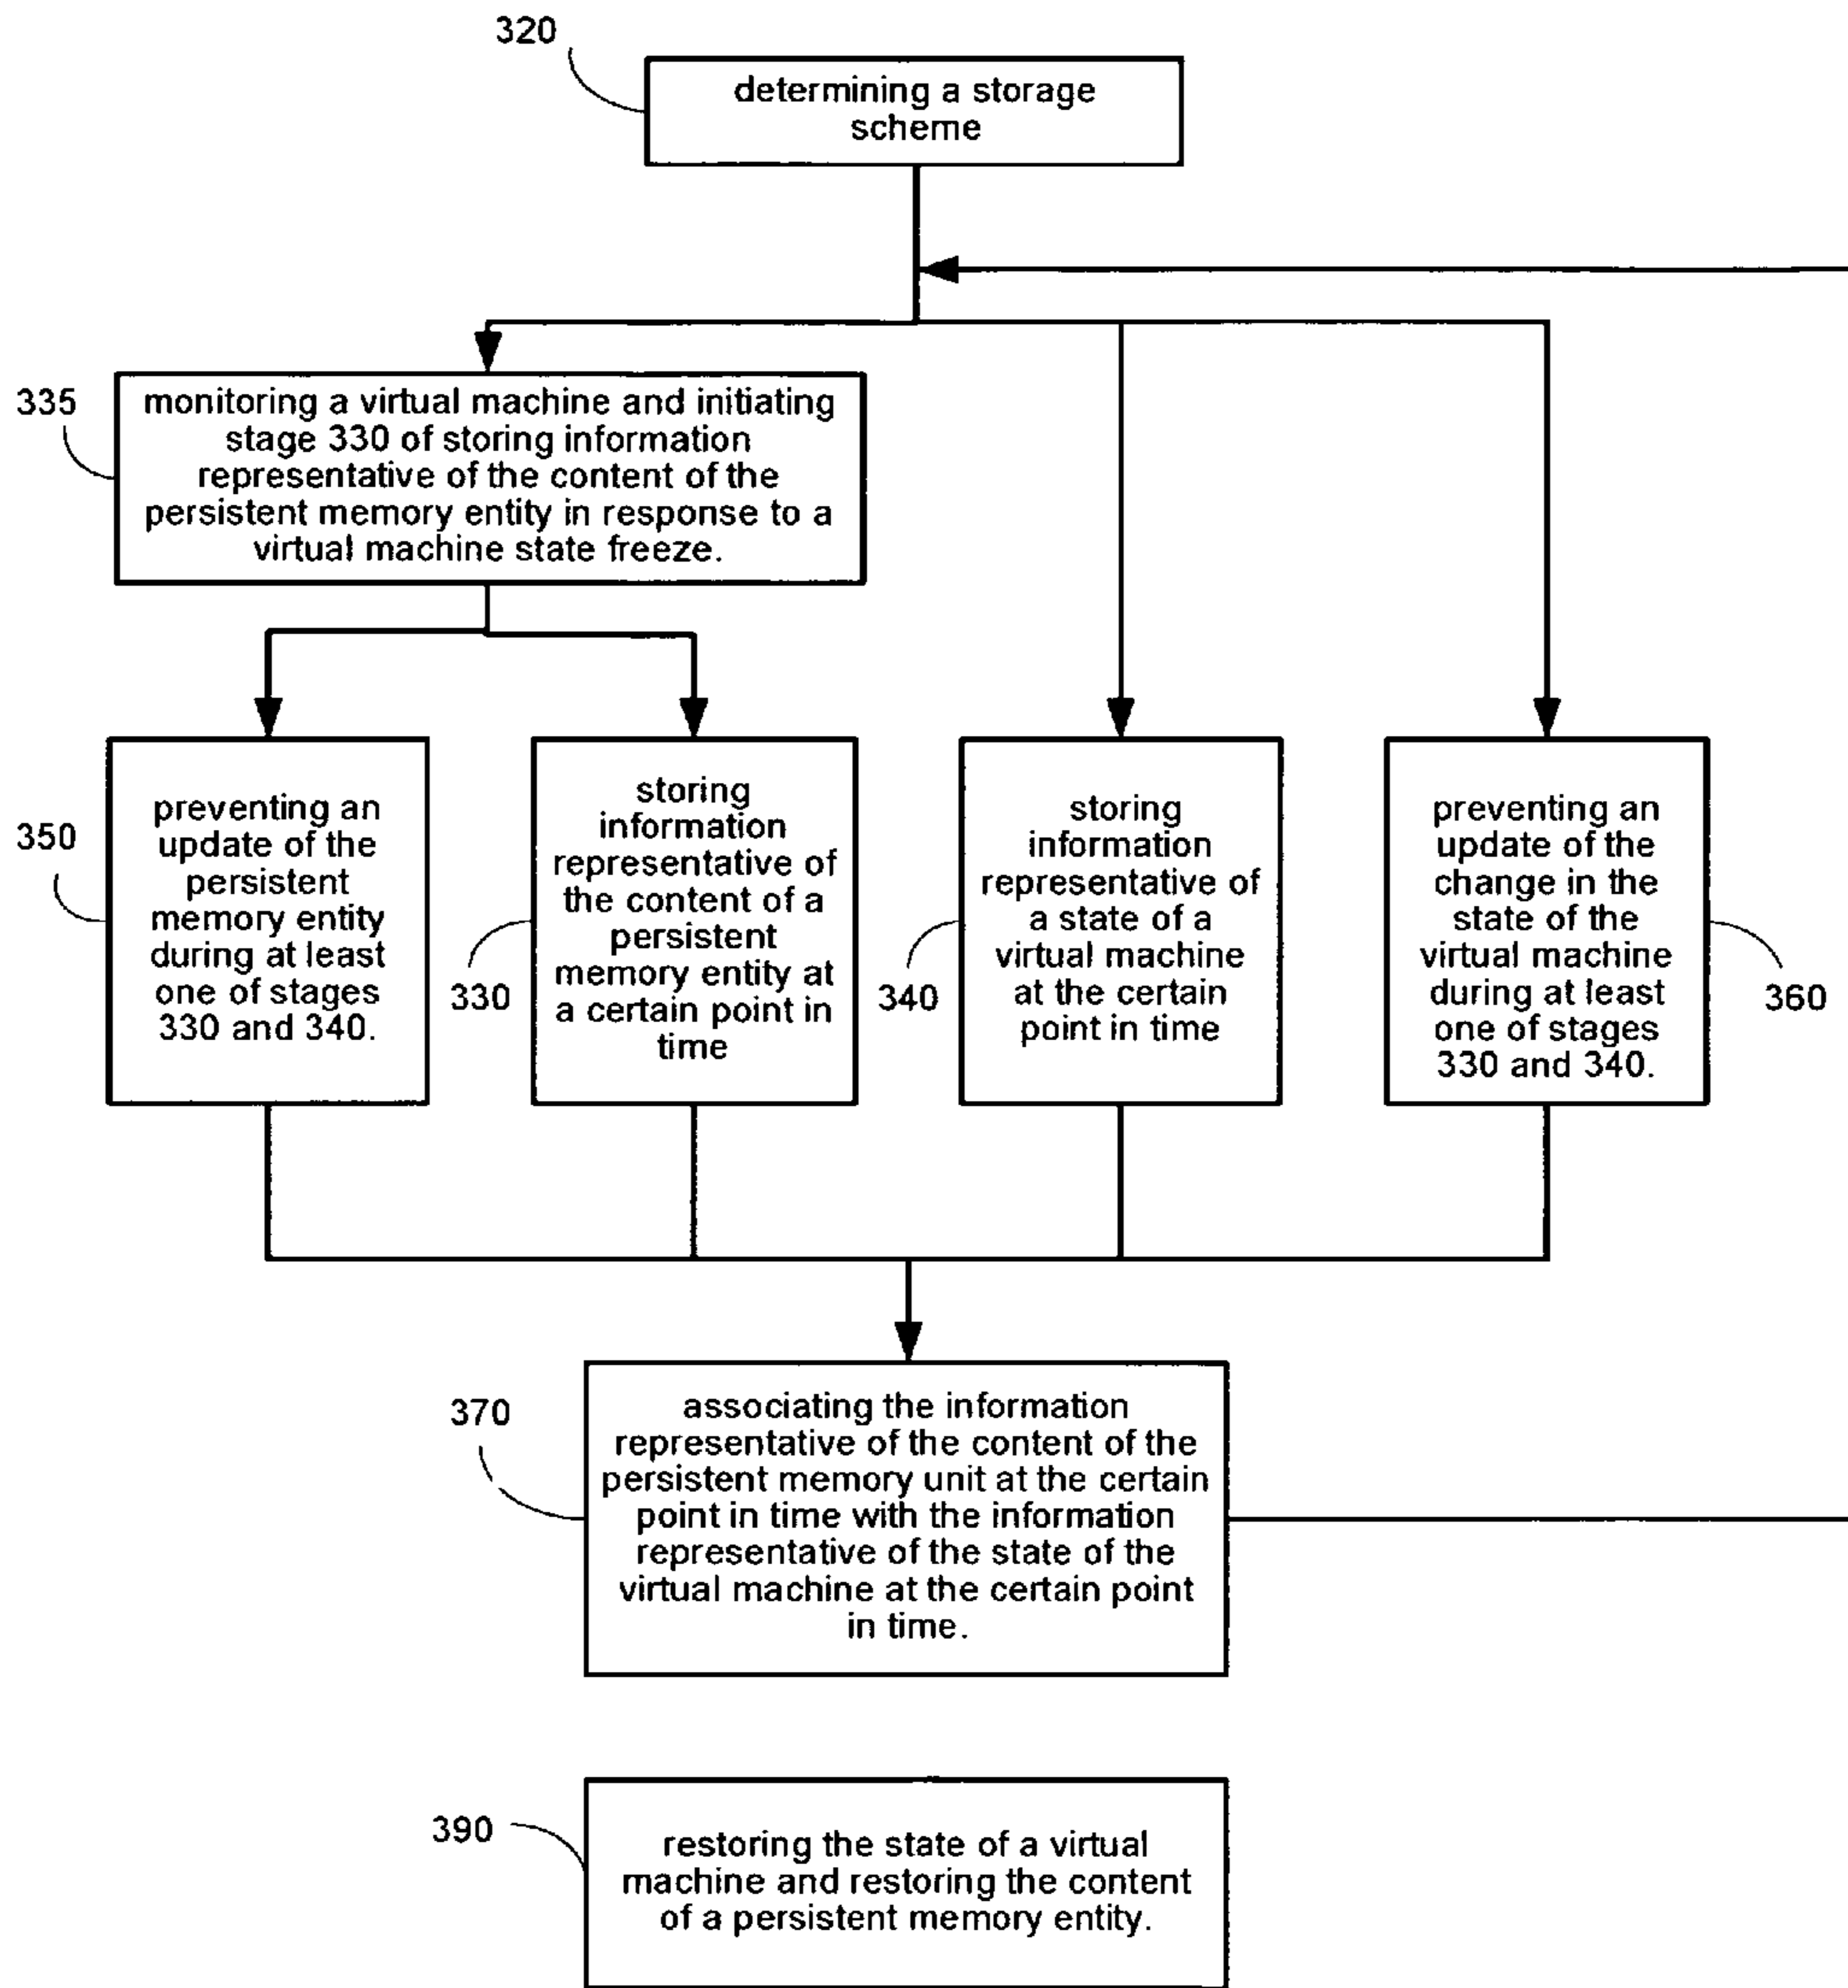 320
determining a storage
scheme
335
monitoring a virtual machine and initiating
stage 330 of storing information
representative of the content of the
persistent memory entity in response to a
virtual machine state freeze.
350
preventing an
update of the
persistent
memory entity
during at least
one of stages
330 and 340.
330
storing
information
representative of
the content of a
persistent
memory entity at
a certain point in
time
340
storing
information
representative of
a state of a
virtual machine
at the certain
point in time
360
preventing an
update of the
change in the
state of the
virtual machine
during at least
one of stages
330 and 340.
370
associating the information
representative of the content of the
persistent memory unit at the certain
point in time with the information
representative of the state of the
virtual machine at the certain point
in time.
390
restoring the state of a virtual
machine and restoring the content
of a persistent memory entity.